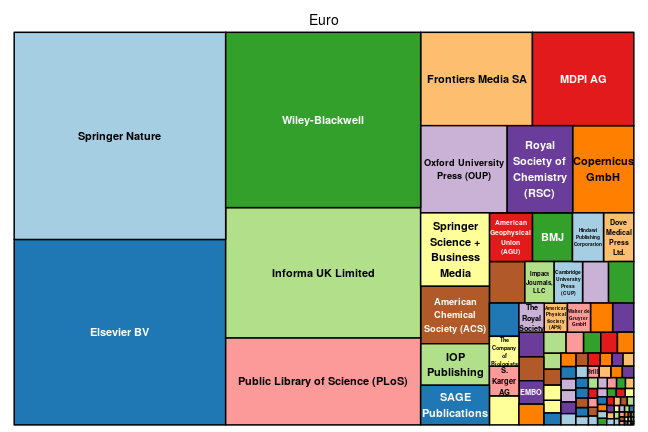 Euro
Springer Nature
Elsevier BV
Wiley-Blackwell
Informa UK Limited
Public Library of Science (PLoS)
Frontiers Media SA
MDPI AG
Oxford University
Press (OUP)
Royal
Society of
Chemistry
(RSC)
Copernicus
GmbH
Springer
Science +
Business
Media
American
Chemical
Society (ACS)
IOP
Publishing
SAGE
Publications
American
Geophysical
Union
(AGU)
BMJ
Hindawi
Publishing
Corporation
Dove
Medical
Press
Ltd.
Impact
Journals,
LLC
Cambridge
University
Press
(CUP)
The
Royal
Society
American
Physical
Society
(APS)
Walter de
Gruyter
GmbH
The
Company
of
Biologists
S.
Karger
AG
EMBO
Brill